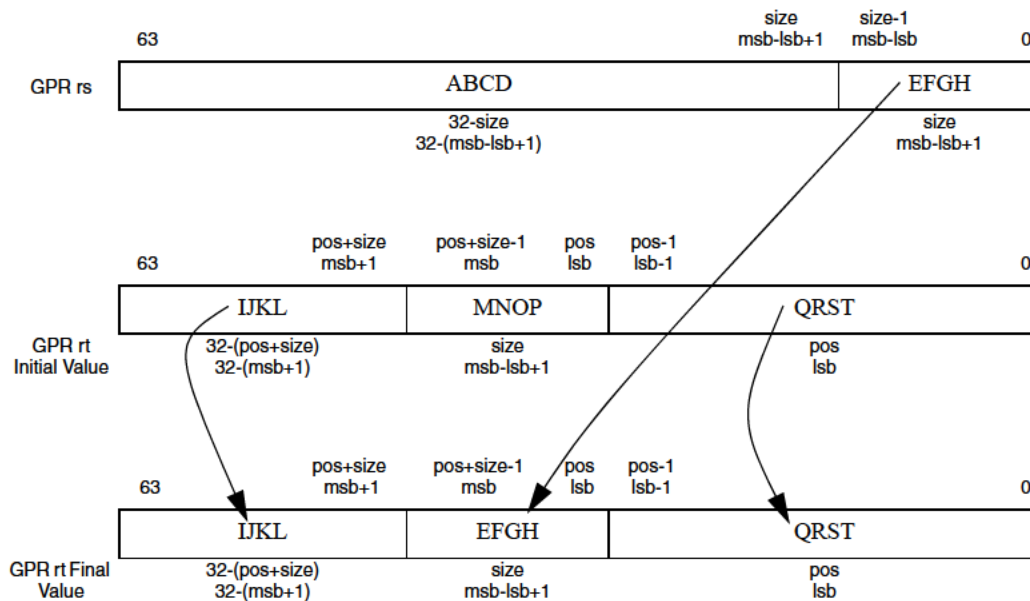 63 size size-1 0
msb-lsb+1 msb-lsb
GPR rs ABCD EFGH
32-size size
32-(msb-lsb+1) msb-lsb+1
pos+size pos+size-1 pos pos-1
63 msb+1 msb lsb lsb-1 0
IJKL MNOP QRST
GPR rt 32-(pos+size) size pos
Initial Value 32-(msb+1) msb-lsb+1 lsb
pos+size pos+size-1 pos pos-1
63 msb+1 msb lsb lsb-1 0
IJKL EFGH QRST
GPR rt Final 32-(pos+size) size pos
Value 32-(msb+1) msb-lsb+1 lsb